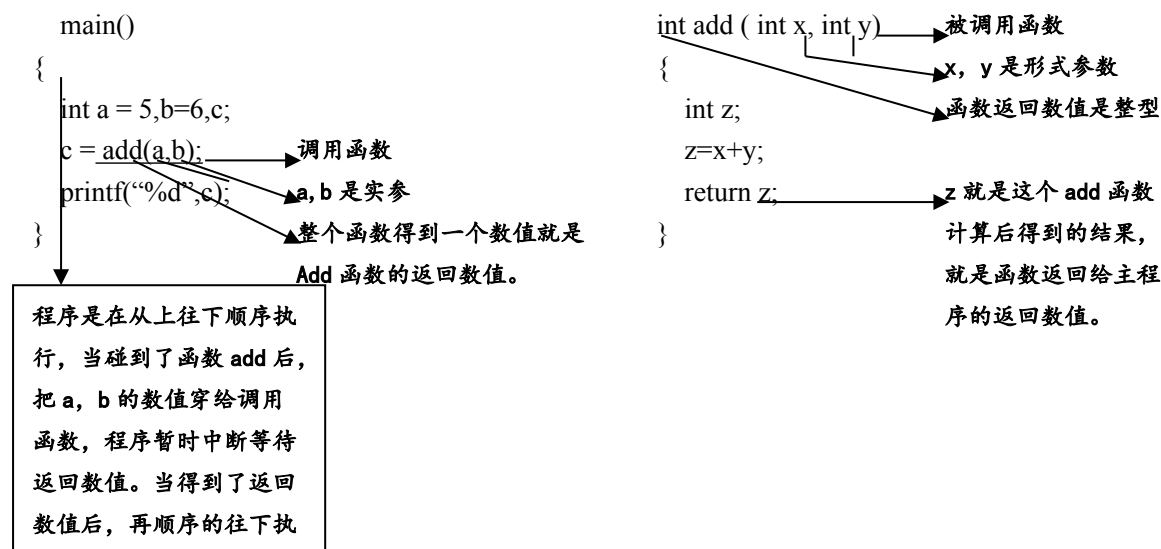 main()
{
int a = 5,b=6,c;
c = add(a,b);
printf(“%d”,c);
}
调用函数
a,b 是实参
整个函数得到一个数值就是
Add 函数的返回数值。
程序是在从上往下顺序执
行，当碰到了函数 add 后，
把 a，b 的数值穿给调用
函数，程序暂时中断等待
返回数值。当得到了返回
数值后，再顺序的往下执
int add ( int x, int y)
{
int z;
z=x+y;
return z;
}
被调用函数
x，y 是形式参数
函数返回数值是整型
z 就是这个 add 函数
计算后得到的结果，
就是函数返回给主程
序的返回数值。